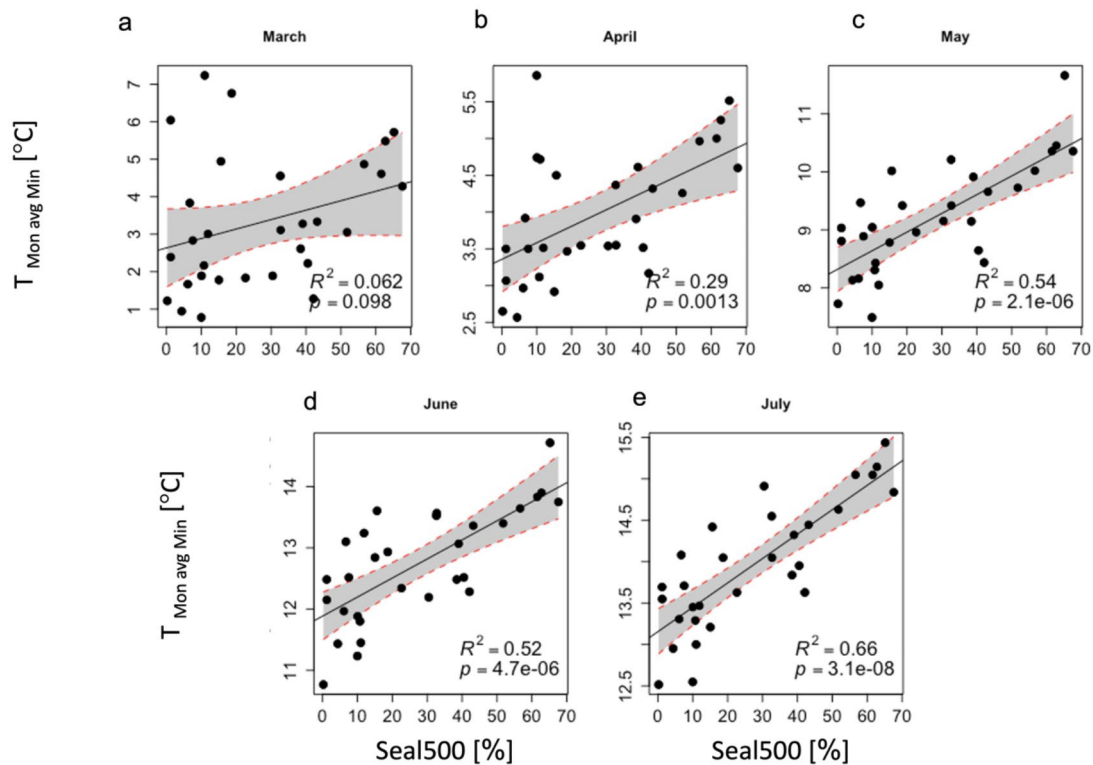 a
March
b
April
c
May
T Mon avg Min [°C]
7
6
5
4
3
2
1
R² = 0.062
p = 0.098
0 10 20 30 40 50 60 70
5.5
4.5
3.5
2.5
R² = 0.29
p = 0.0013
0 10 20 30 40 50 60 70
11
10
9
8
R² = 0.54
p = 2.1e-06
0 10 20 30 40 50 60 70
d
June
e
July
T Mon avg Min [°C]
14
13
12
11
R² = 0.52
p = 4.7e-06
0 10 20 30 40 50 60 70
Seal500 [%]
15.5
14.5
13.5
12.5
R² = 0.66
p = 3.1e-08
0 10 20 30 40 50 60 70
Seal500 [%]